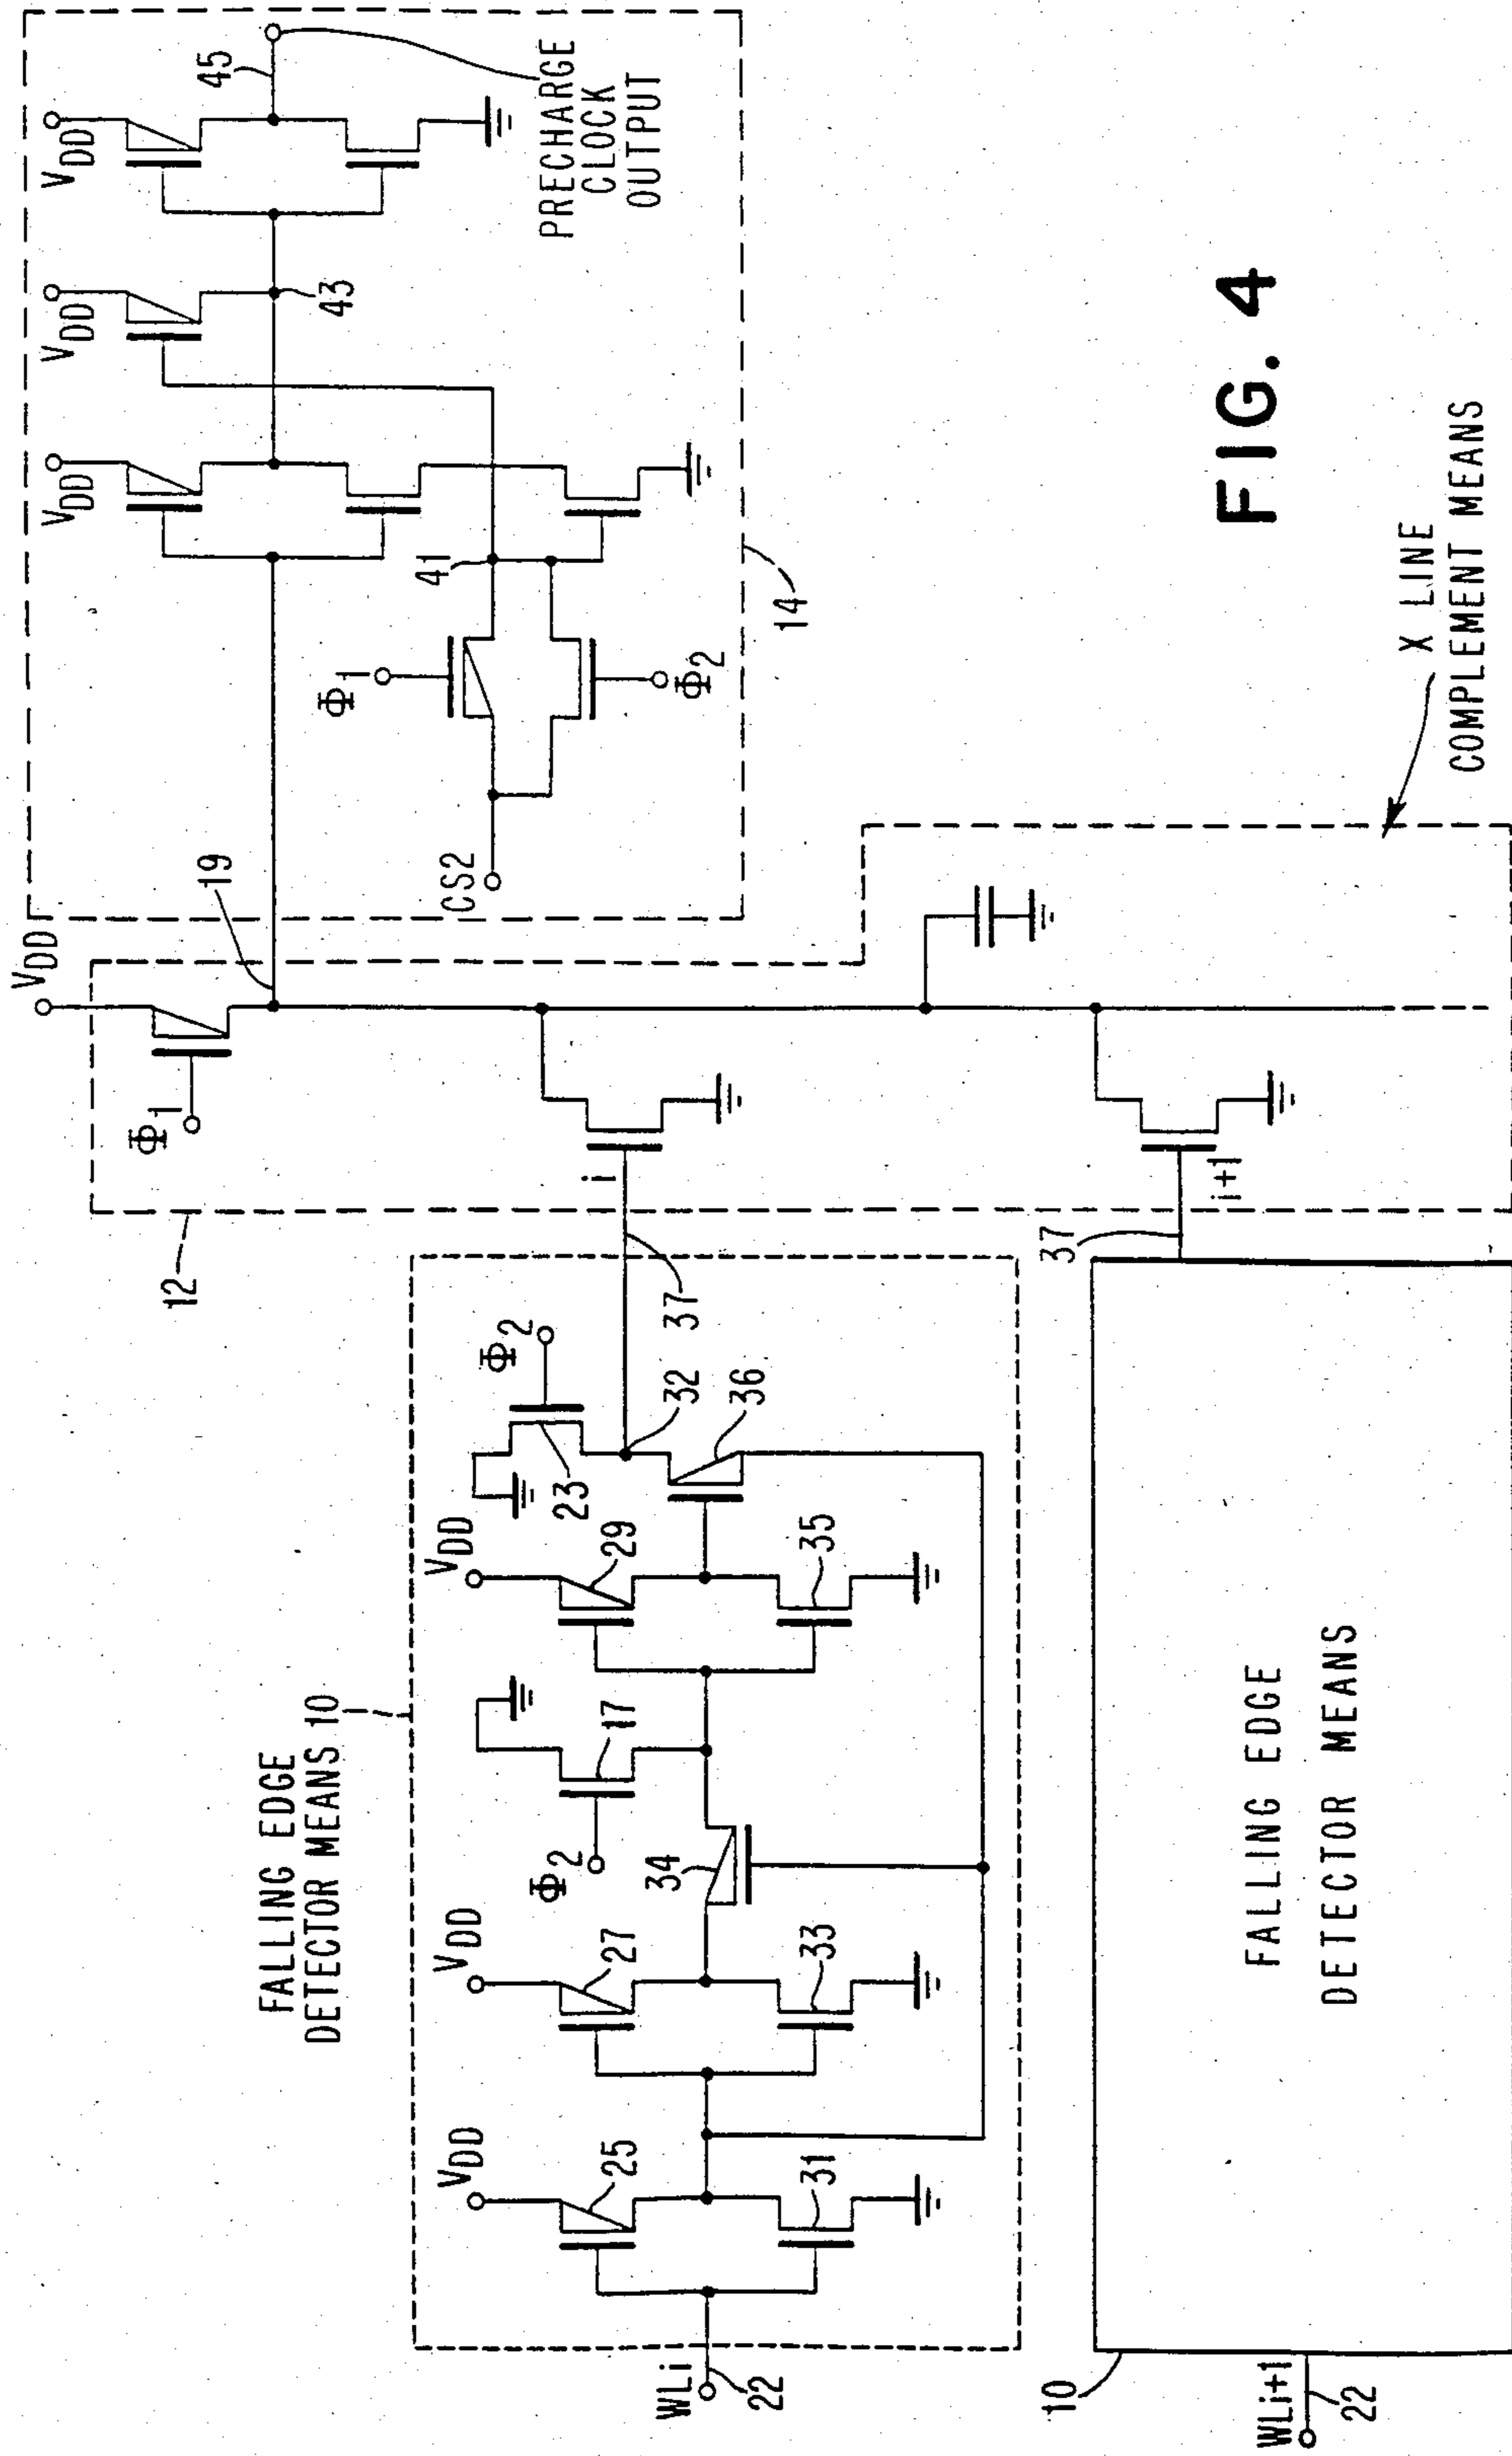 FALLING EDGE
DETECTOR MEANS 10
WLi
22
VDD
25
31
VDD
27
33
34
Φ2
17
VDD
29
35
23
Φ2
32
36
37
12
Φ1
VDD
19
i
37
i+1
CS2
Φ1
Φ2
41
14
VDD
VDD
43
VDD
45
PRECHARGE
CLOCK
OUTPUT
X LINE
COMPLEMENT MEANS
10
WLi+1
22
FALLING EDGE
DETECTOR MEANS
FIG. 4